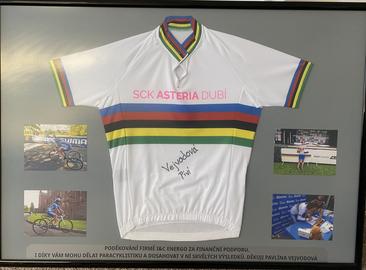 SCK ASTERIA DUBÍ
Vejvodová
PODĚKOVÁNÍ FIRMĚ I&C ENERGO ZA FINANČNÍ PODPORU.
I DÍKY VÁM MOHU DĚLAT PARACYKLISTIKU A DOSAHOVAT V NÍ SKVĚLÝCH VÝSLEDKŮ. DĚKUJI PAVLÍNA VEJVODOVÁ